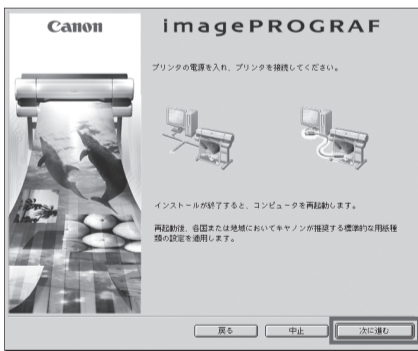 Canon
imagePROGRAF
プリンタの電源を入れ、プリンタを接続してください。
インストールが終了すると、コンピュータを再起動します。
再起動後、各国または地域においてキヤノンが推奨する標準的な用紙種
類の設定を適用します。
戻る
中止
次に進む